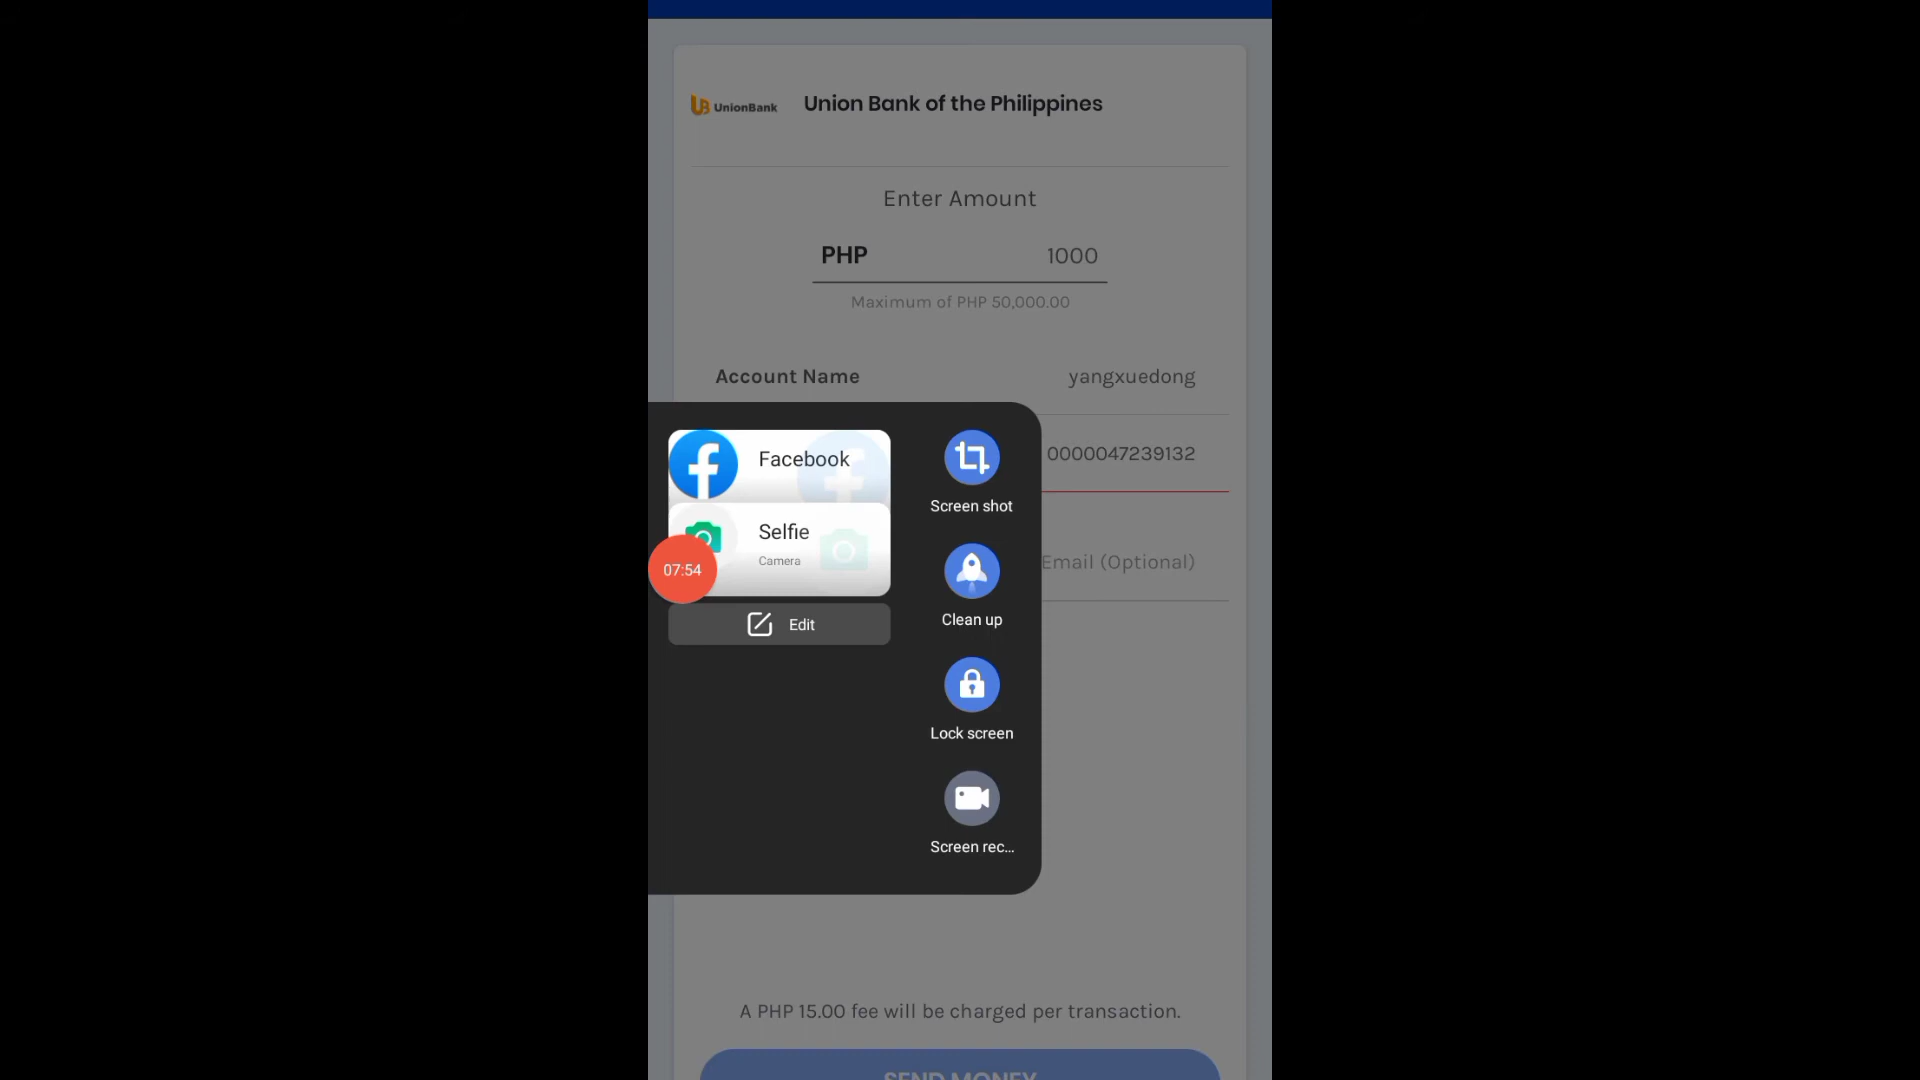 UnionBank Union Bank of the Philippines
Enter Amount
PHP 1000
Maximum of PHP 50,000.00
Account Name yangxuedong
0000047239132
Email (Optional)
Facebook
Selfie
Camera
07:54
Edit
Screen shot
Clean up
Lock screen
Screen rec...
A PHP 15.00 fee will be charged per transaction.
SEND MONEY